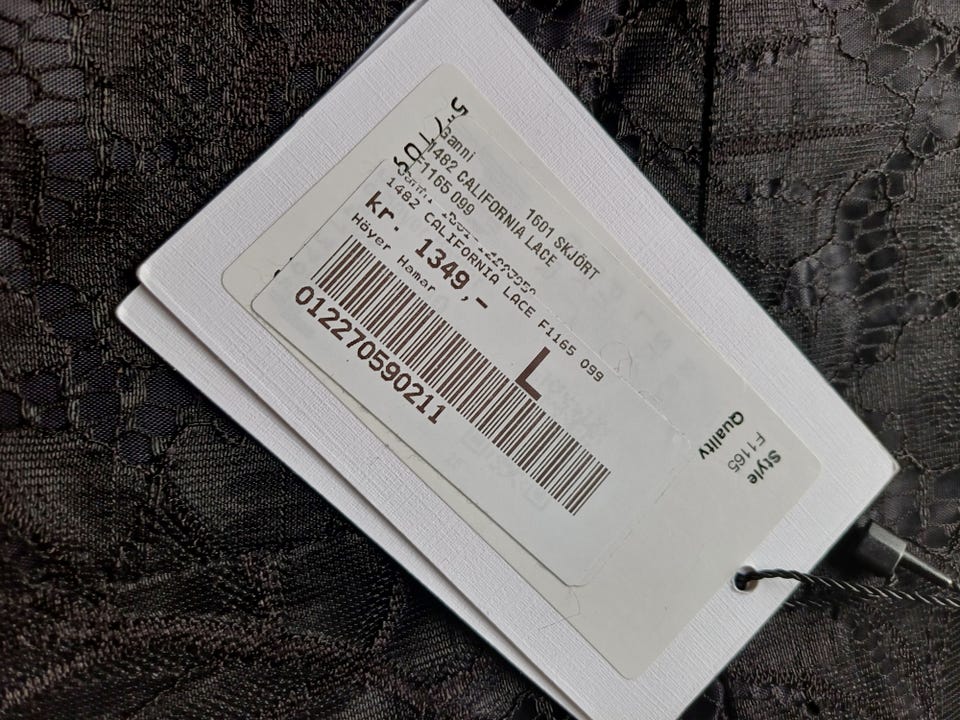 Ganni
1601 SKJÖRT
1482 CALIFORNIA LACE
F1165 099
1482 CALIFORNIA LACE F1165 099
kr. 1349,-
Höyer Hamar
L
012270590211
Style
F1165
Quality